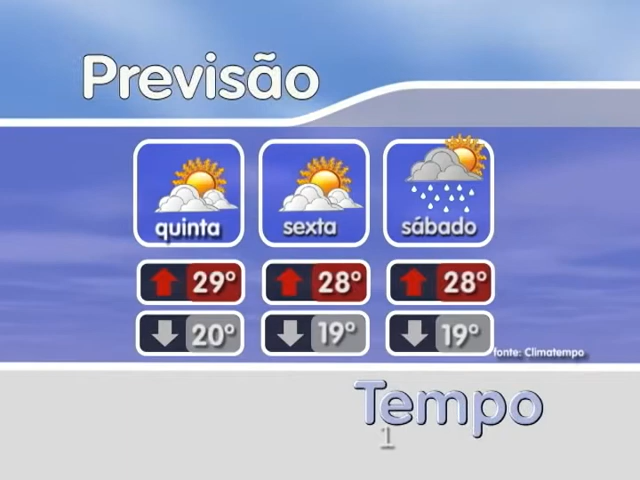 Previsão
quinta sexta sábado
29° 28° 28°
20° 19° 19°
fonte: Climatempo
Tempo
1